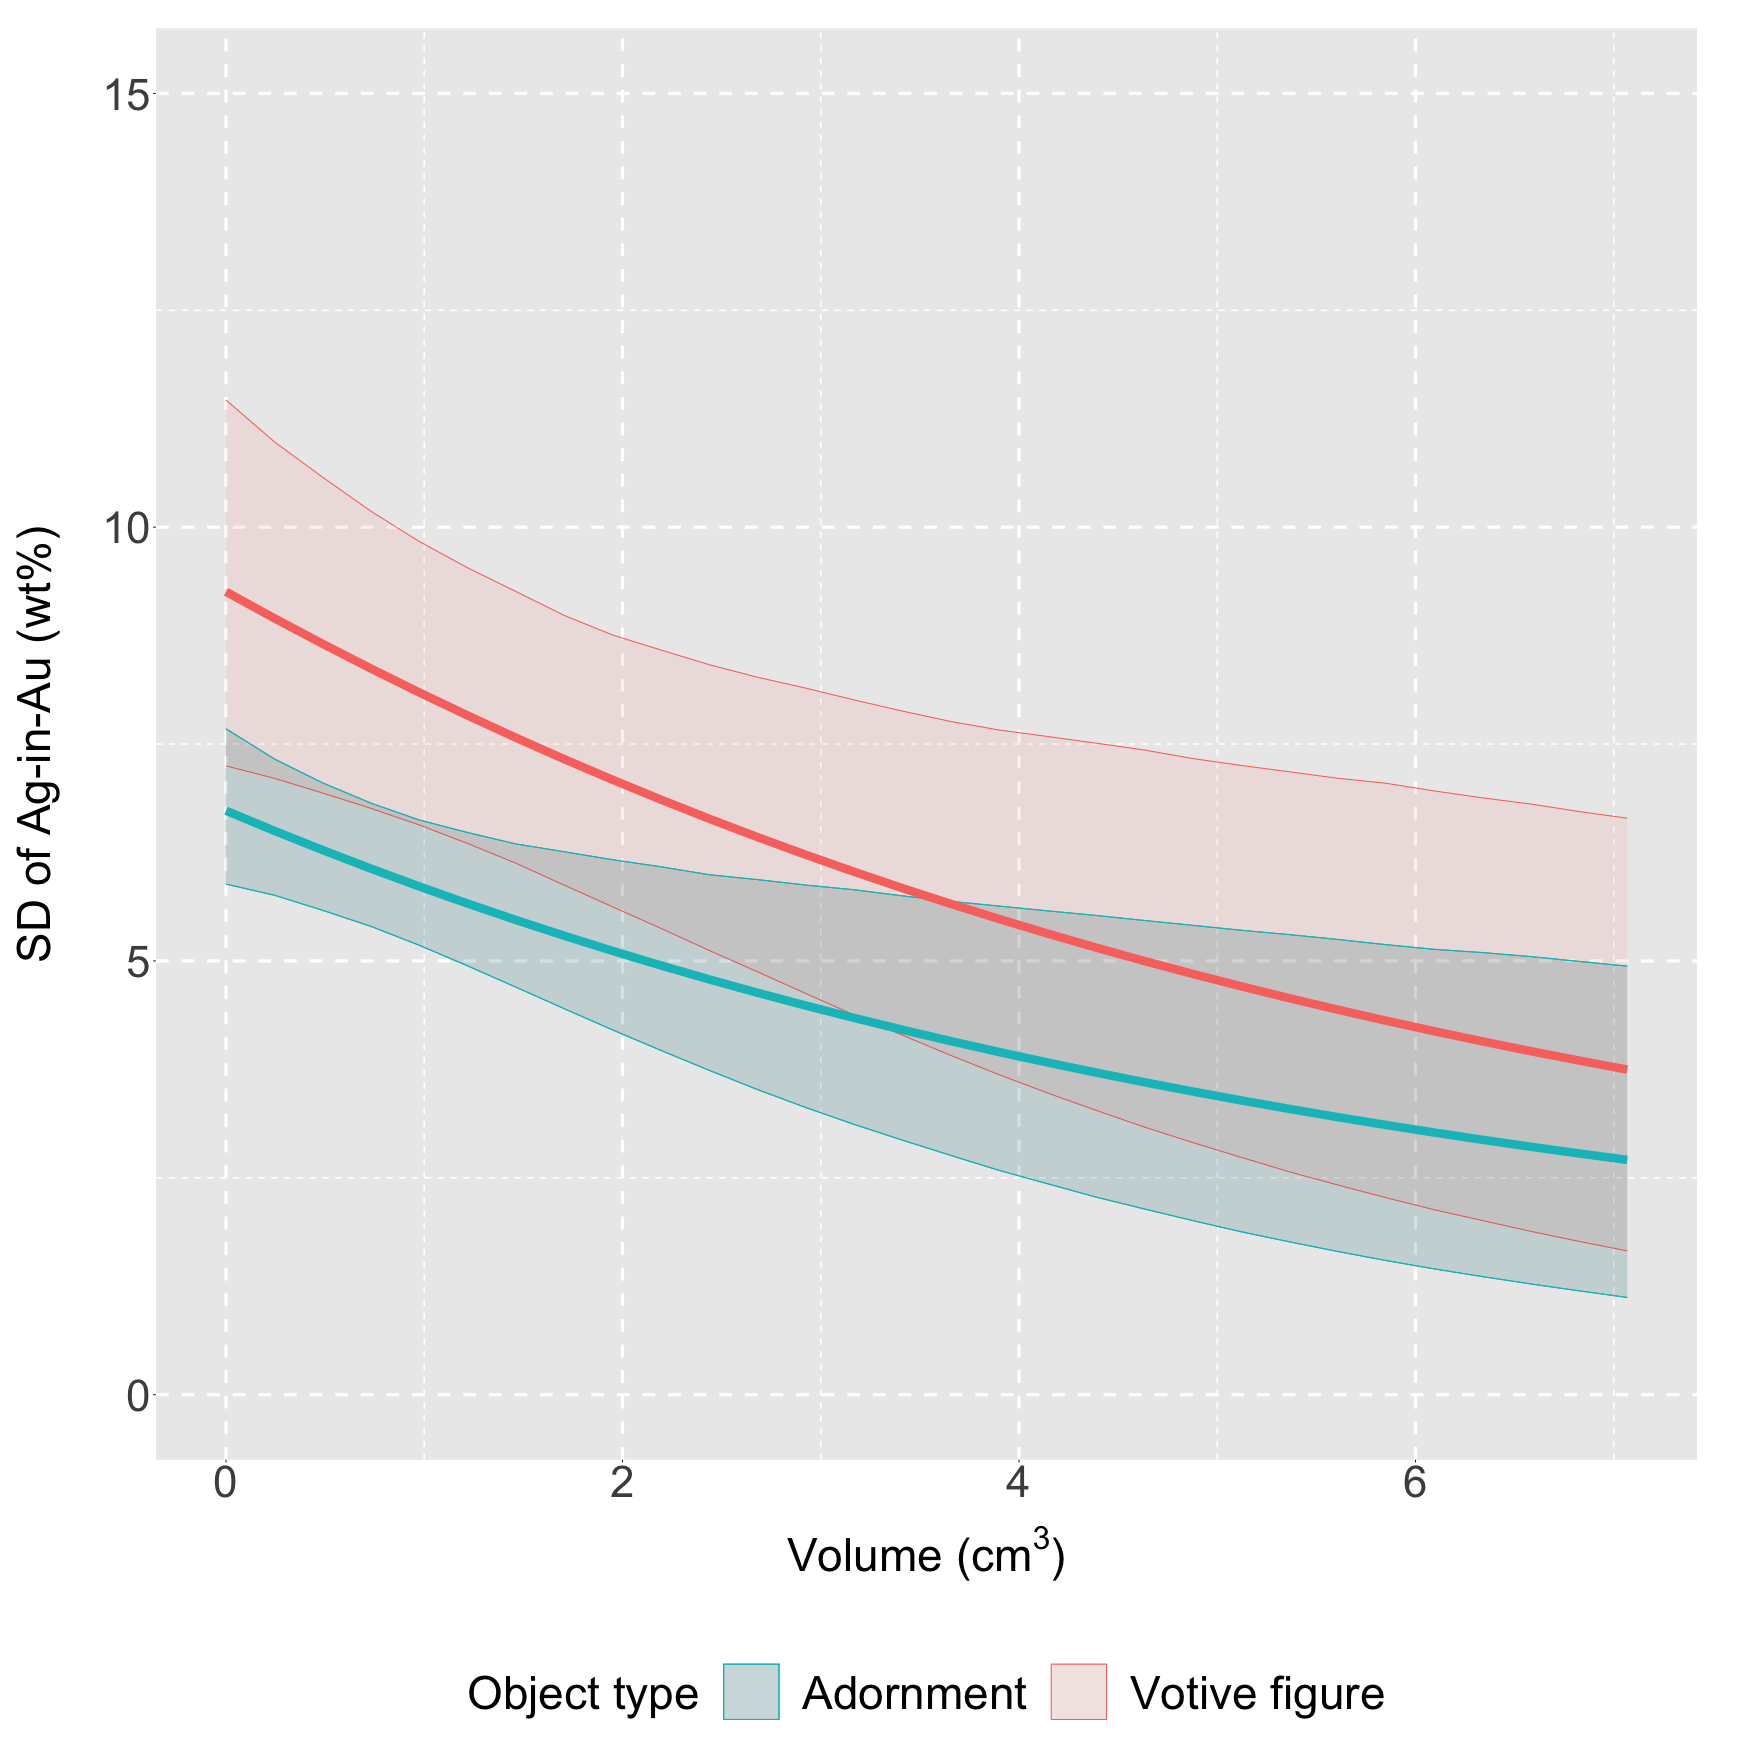 15
10
5
0
SD of Ag-in-Au (wt%)
0 2 4 6
Volume (cm³)
Object type Adornment Votive figure